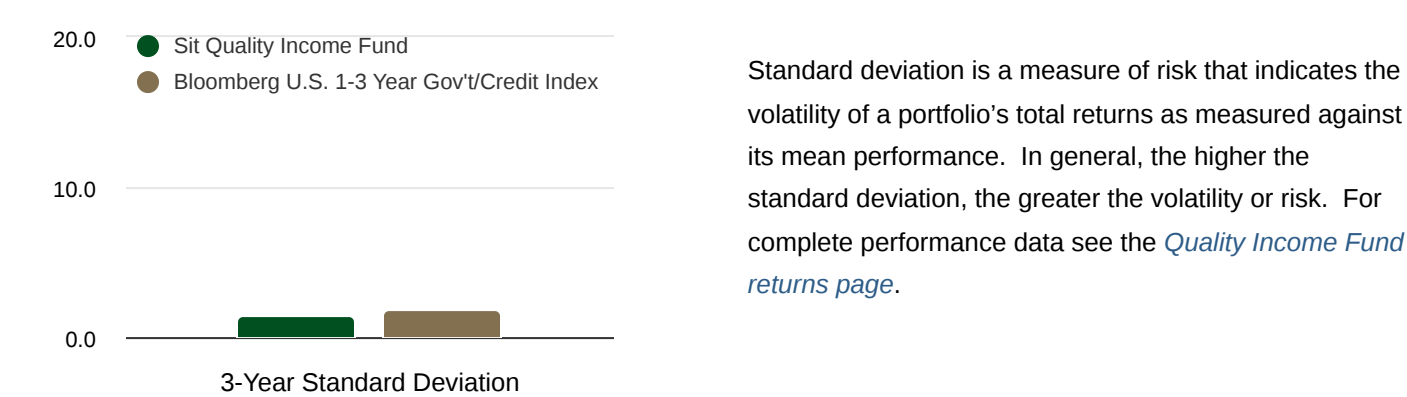 20.0
Sit Quality Income Fund
Bloomberg U.S. 1-3 Year Gov't/Credit Index
10.0
0.0
3-Year Standard Deviation
Standard deviation is a measure of risk that indicates the
volatility of a portfolio’s total returns as measured against
its mean performance.  In general, the higher the
standard deviation, the greater the volatility or risk.  For
complete performance data see the Quality Income Fund
returns page.